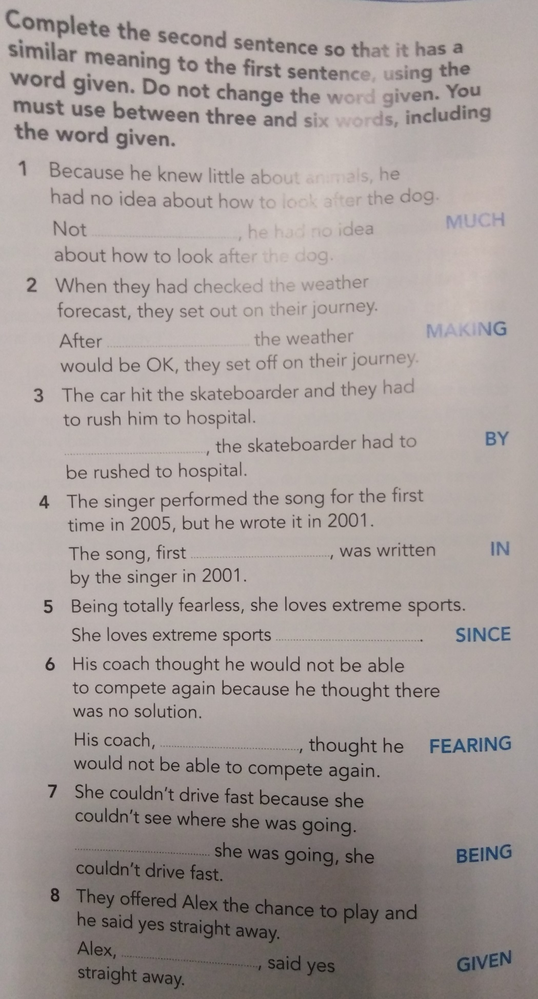 Complete the second sentence so that it has a
similar meaning to the first sentence, using the
word given. Do not change the word given. You
must use between three and six words, including
the word given.
1 Because he knew little about animals, he
had no idea about how to look after the dog.
Not ........................ , he had no idea MUCH
about how to look after the dog.
2 When they had checked the weather
forecast, they set out on their journey.
After ........................ the weather MAKING
would be OK, they set off on their journey.
3 The car hit the skateboarder and they had
to rush him to hospital.
........................ , the skateboarder had to BY
be rushed to hospital.
4 The singer performed the song for the first
time in 2005, but he wrote it in 2001.
The song, first ........................ , was written IN
by the singer in 2001.
5 Being totally fearless, she loves extreme sports.
She loves extreme sports ........................ . SINCE
6 His coach thought he would not be able
to compete again because he thought there
was no solution.
His coach, ........................ , thought he FEARING
would not be able to compete again.
7 She couldn't drive fast because she
couldn't see where she was going.
........................ she was going, she BEING
couldn't drive fast.
8 They offered Alex the chance to play and
he said yes straight away.
Alex, ........................ , said yes GIVEN
straight away.